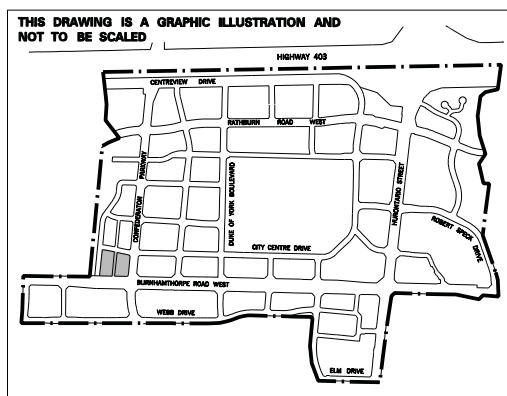 THIS DRAWING IS A GRAPHIC ILLUSTRATION AND
NOT TO BE SCALED
HIGHWAY 403
CENTREVIEW DRIVE
RATHBURN ROAD WEST
CONFEDERATION PARKWAY
DUKE OF YORK BOULEVARD
HURONTARIO STREET
ROBERT SPECK DRIVE
CITY CENTRE DRIVE
BURNHAMTHORPE ROAD WEST
WEBB DRIVE
ELM DRIVE